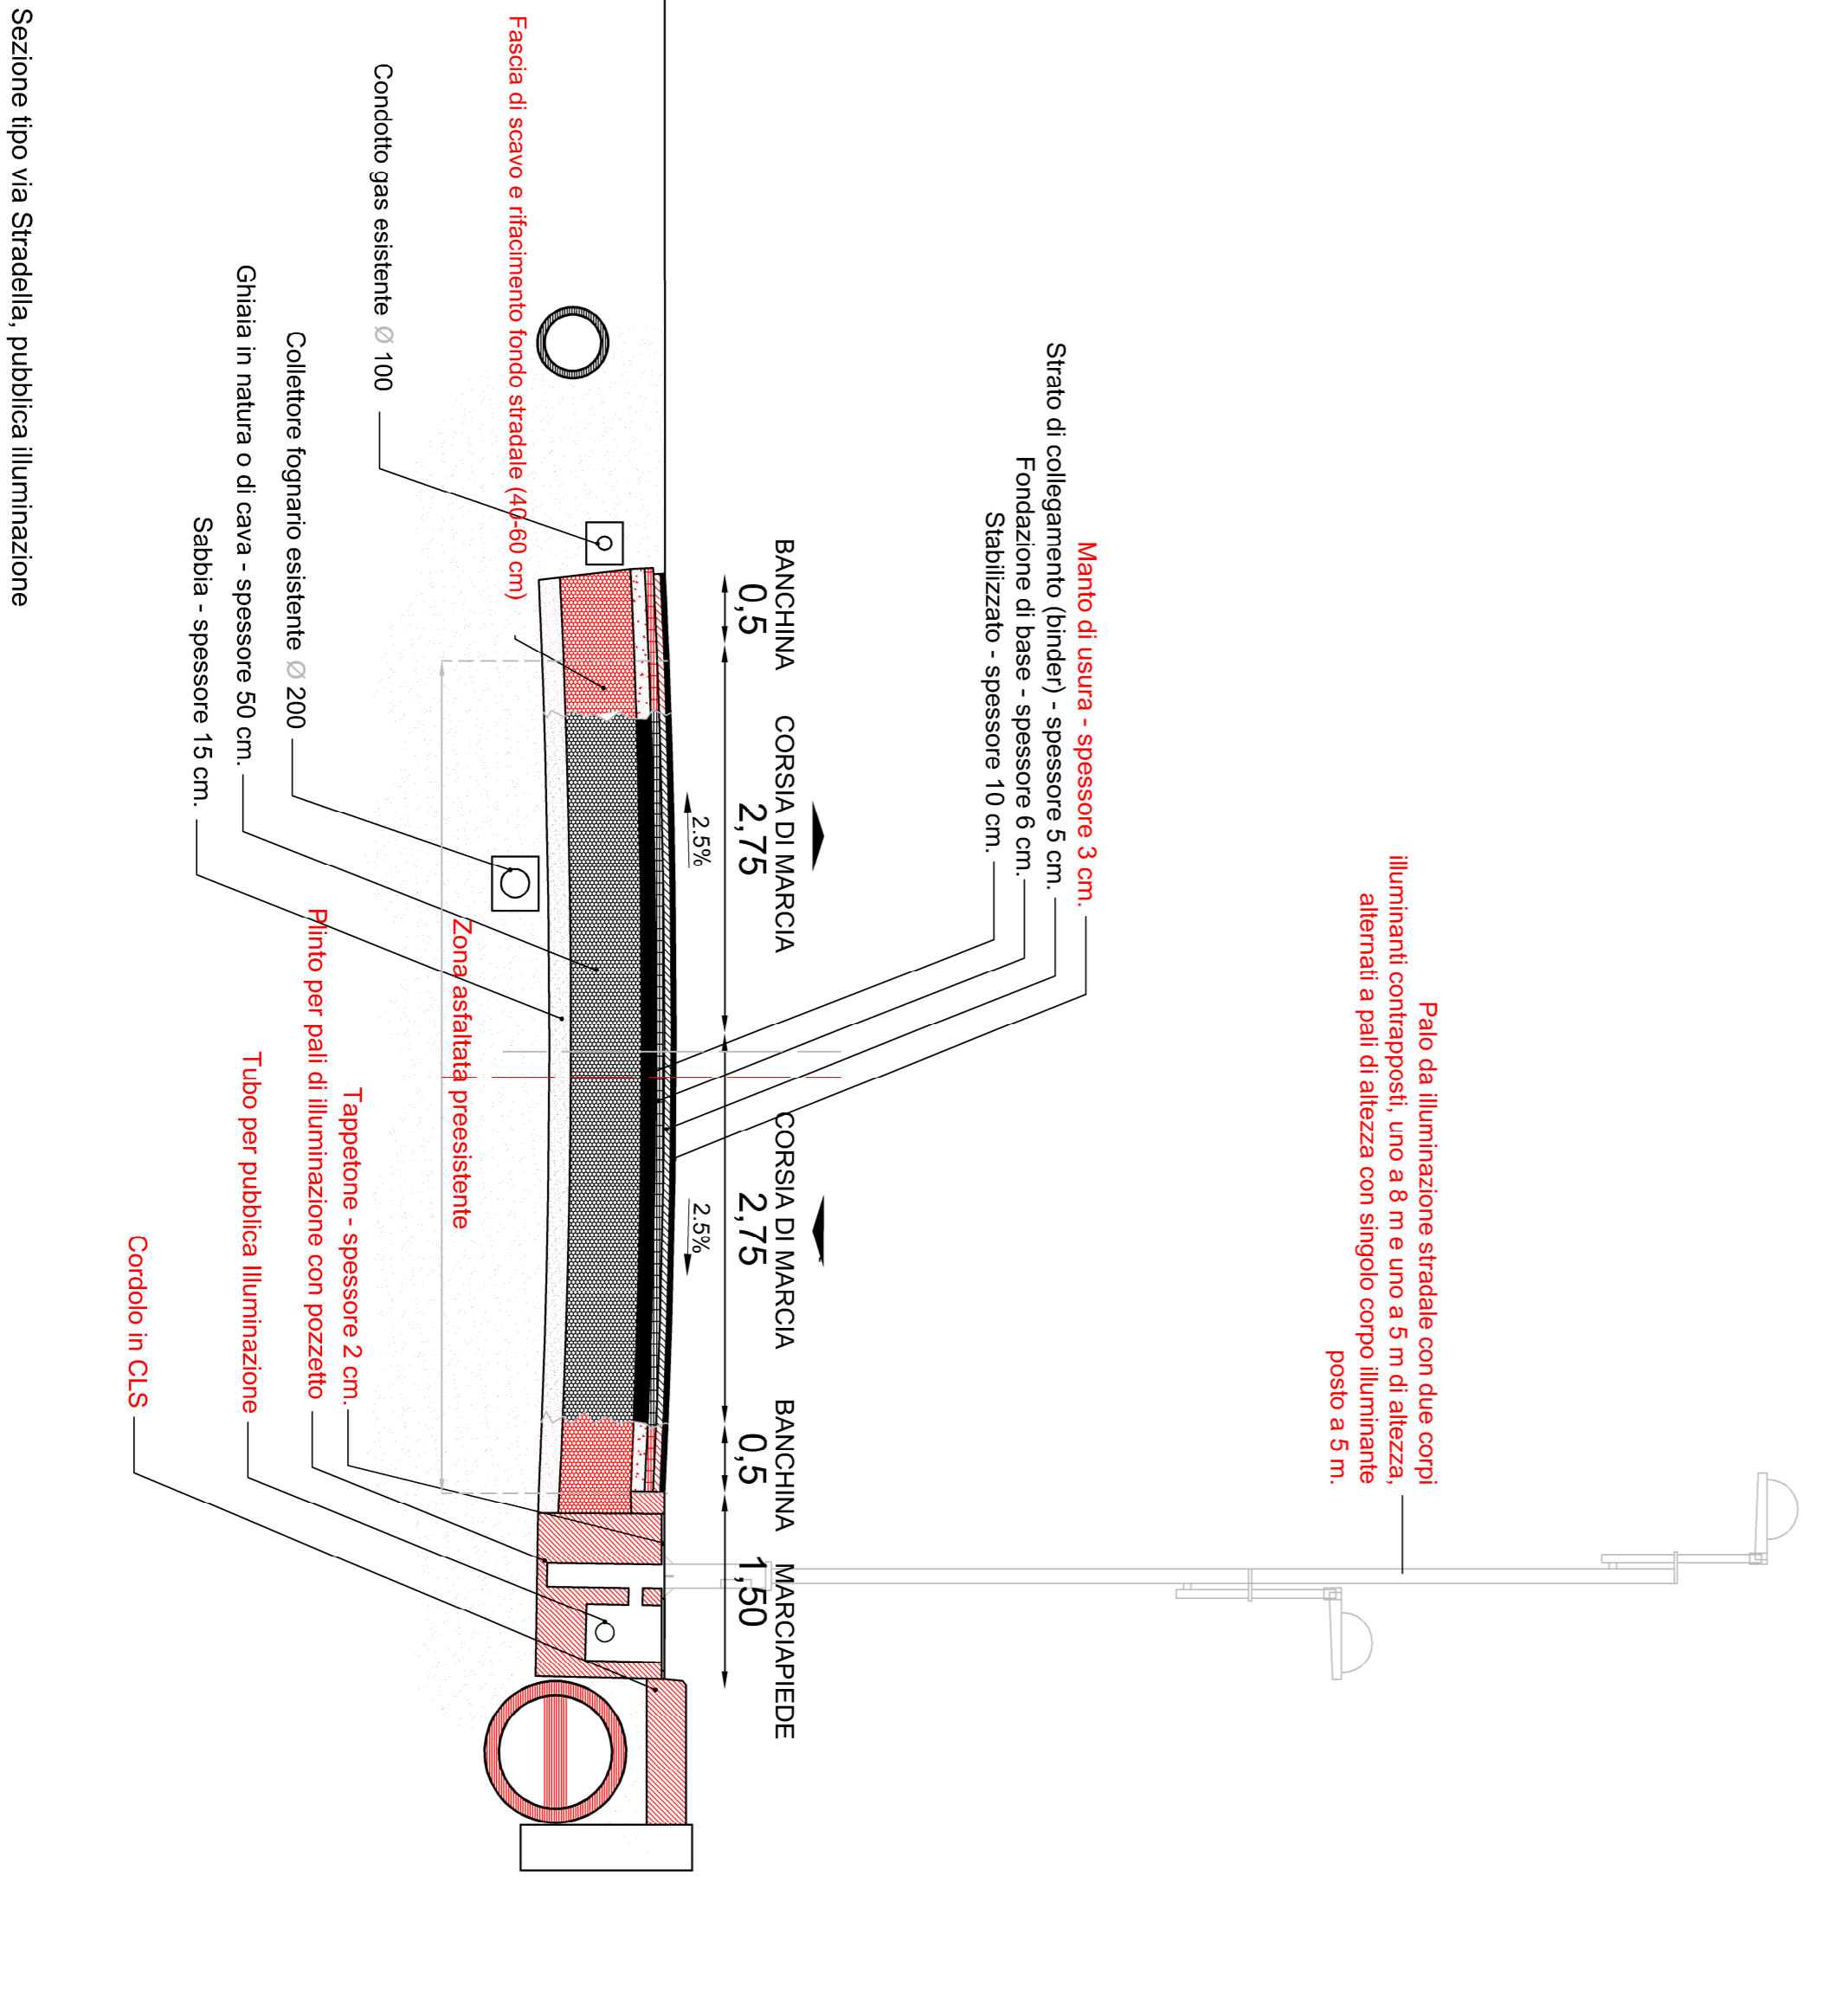 Palo da illuminazione stradale con due corpi
illuminanti contrapposti, uno a 8 m e uno a 5 m di altezza,
alternati a pali di altezza con singolo corpo illuminante
posto a 5 m.
Manto di usura - spessore 3 cm.
Strato di collegamento (binder) - spessore 5 cm.
Fondazione di base - spessore 6 cm.
Stabilizzato - spessore 10 cm.
BANCHINA CORSIA DI MARCIA CORSIA DI MARCIA BANCHINA MARCIAPIEDE
0,5 2,75 2,75 0,5 1,50
2.5% 2.5%
Fascia di scavo e rifacimento fondo stradale (40-60 cm)
Zona asfaltata preesistente
Condotto gas esistente Ø 100
Tappetone - spessore 2 cm.
Plinto per pali di illuminazione con pozzetto
Collettore fognario esistente Ø 200
Ghiaia in natura o di cava - spessore 50 cm.
Tubo per pubblica Illuminazione
Sabbia - spessore 15 cm.
Cordolo in CLS
Sezione tipo via Stradella, pubblica illuminazione